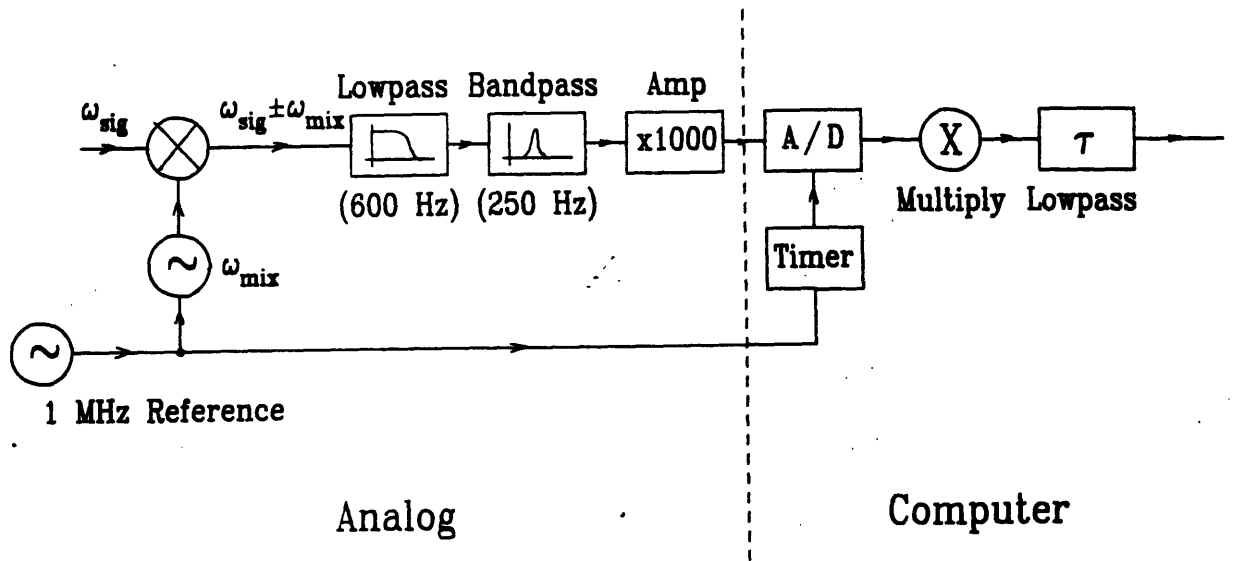 Lowpass Bandpass Amp
ω_sig ω_sig±ω_mix
x1000 A/D X τ
(600 Hz) (250 Hz) Multiply Lowpass
~ ω_mix Timer
~
1 MHz Reference
Analog Computer